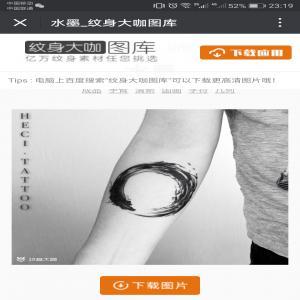 中国移动
中国联通
52% 23:19
水墨_纹身大咖图库
纹身大咖 图库
亿万纹身素材任您挑选
下载应用
Tips：电脑上百度搜索“纹身大咖图库”可以下载更高清图片哦！
HECI·TATTOO
纹身大咖
下载图片